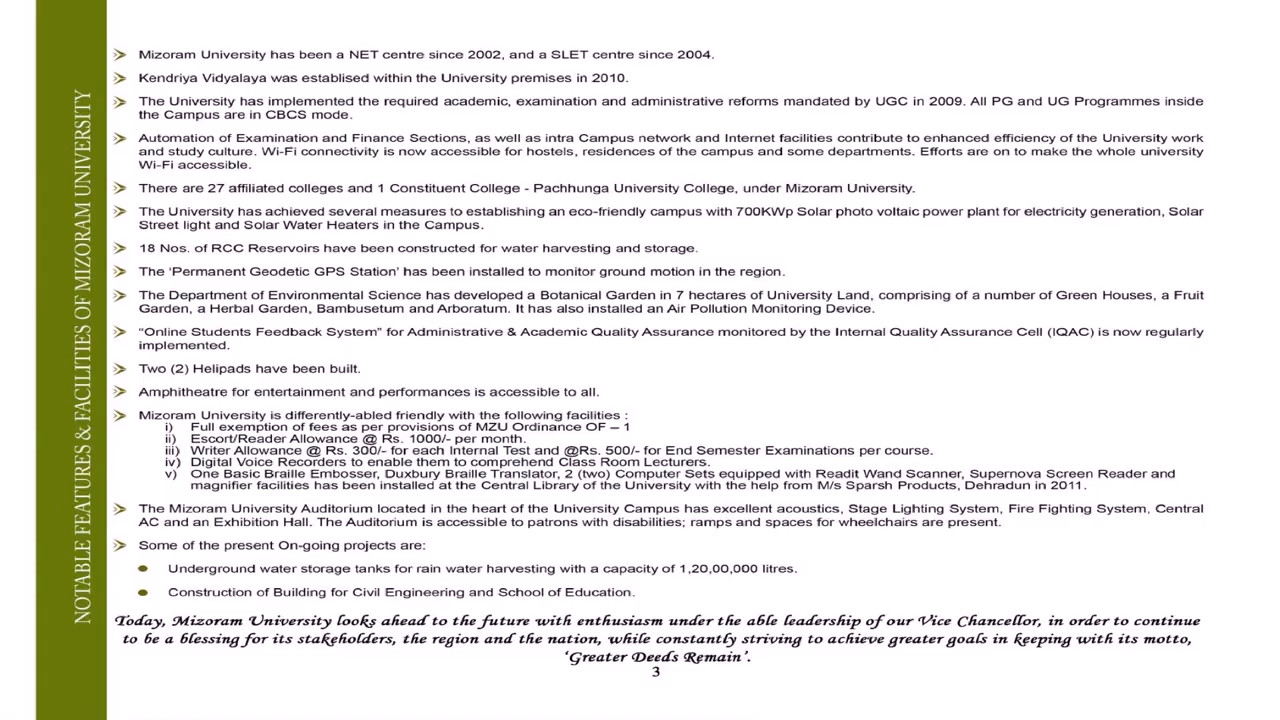 NOTABLE FEATURES & FACILITIES OF MIZORAM UNIVERSITY
Mizoram University has been a NET centre since 2002, and a SLET centre since 2004.
Kendriya Vidyalaya was establised within the University premises in 2010.
The University has implemented the required academic, examination and administrative reforms mandated by UGC in 2009. All PG and UG Programmes inside
the Campus are in CBCS mode.
Automation of Examination and Finance Sections, as well as intra Campus network and Internet facilities contribute to enhanced efficiency of the University work
and study culture. Wi-Fi connectivity is now accessible for hostels, residences of the campus and some departments. Efforts are on to make the whole university
Wi-Fi accessible.
There are 27 affiliated colleges and 1 Constituent College - Pachhunga University College, under Mizoram University.
The University has achieved several measures to establishing an eco-friendly campus with 700KWp Solar photo voltaic power plant for electricity generation, Solar
Street light and Solar Water Heaters in the Campus.
18 Nos. of RCC Reservoirs have been constructed for water harvesting and storage.
The ‘Permanent Geodetic GPS Station’ has been installed to monitor ground motion in the region.
The Department of Environmental Science has developed a Botanical Garden in 7 hectares of University Land, comprising of a number of Green Houses, a Fruit
Garden, a Herbal Garden, Bambusetum and Arboratum. It has also installed an Air Pollution Monitoring Device.
“Online Students Feedback System” for Administrative & Academic Quality Assurance monitored by the Internal Quality Assurance Cell (IQAC) is now regularly
implemented.
Two (2) Helipads have been built.
Amphitheatre for entertainment and performances is accessible to all.
Mizoram University is differently-abled friendly with the following facilities :
i) Full exemption of fees as per provisions of MZU Ordinance OF – 1
ii) Escort/Reader Allowance @ Rs. 1000/- per month.
iii) Writer Allowance @ Rs. 300/- for each Internal Test and @Rs. 500/- for End Semester Examinations per course.
iv) Digital Voice Recorders to enable them to comprehend Class Room Lecturers.
v) One Basic Braille Embosser, Duxbury Braille Translator, 2 (two) Computer Sets equipped with Readit Wand Scanner, Supernova Screen Reader and
magnifier facilities has been installed at the Central Library of the University with the help from M/s Sparsh Products, Dehradun in 2011.
The Mizoram University Auditorium located in the heart of the University Campus has excellent acoustics, Stage Lighting System, Fire Fighting System, Central
AC and an Exhibition Hall. The Auditorium is accessible to patrons with disabilities; ramps and spaces for wheelchairs are present.
Some of the present On-going projects are:
Underground water storage tanks for rain water harvesting with a capacity of 1,20,00,000 litres.
Construction of Building for Civil Engineering and School of Education.
Today, Mizoram University looks ahead to the future with enthusiasm under the able leadership of our Vice Chancellor, in order to continue
to be a blessing for its stakeholders, the region and the nation, while constantly striving to achieve greater goals in keeping with its motto,
‘Greater Deeds Remain’.
3